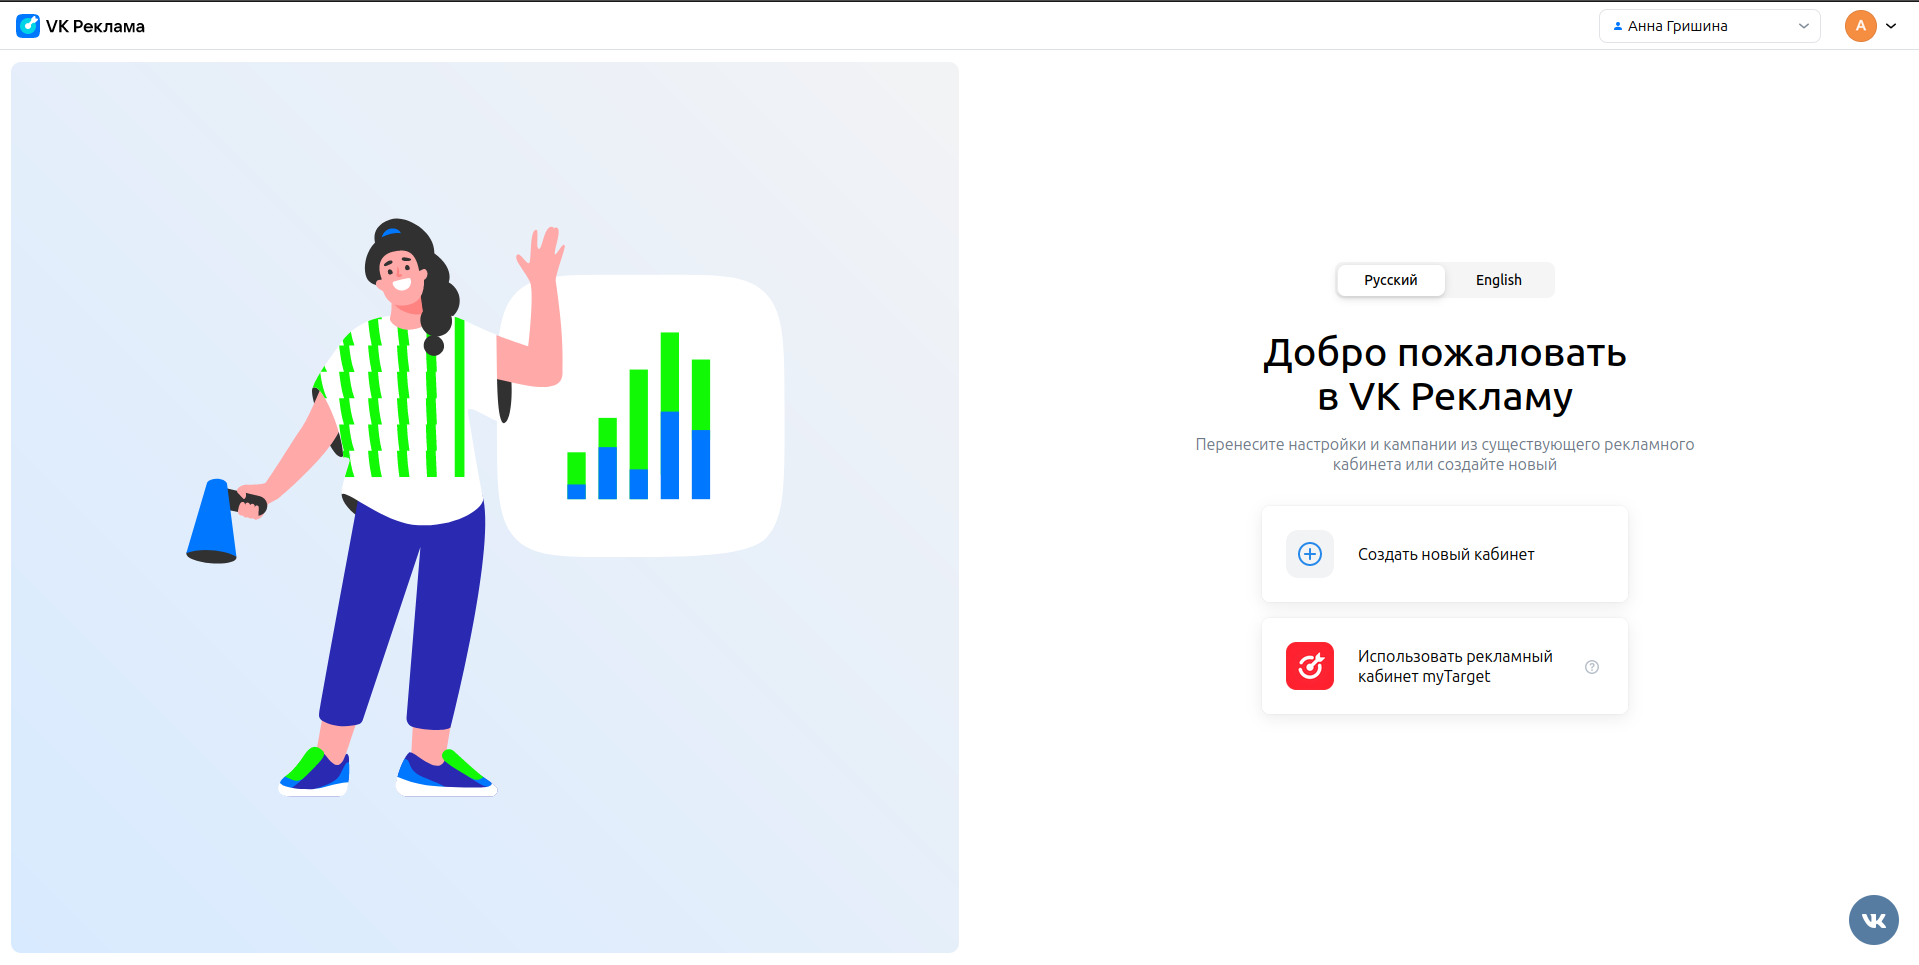 VK Реклама
Анна Гришина
А
Русский
English
Добро пожаловать
в VK Рекламу
Перенесите настройки и кампании из существующего рекламного
кабинета или создайте новый
Создать новый кабинет
Использовать рекламный
кабинет myTarget
?